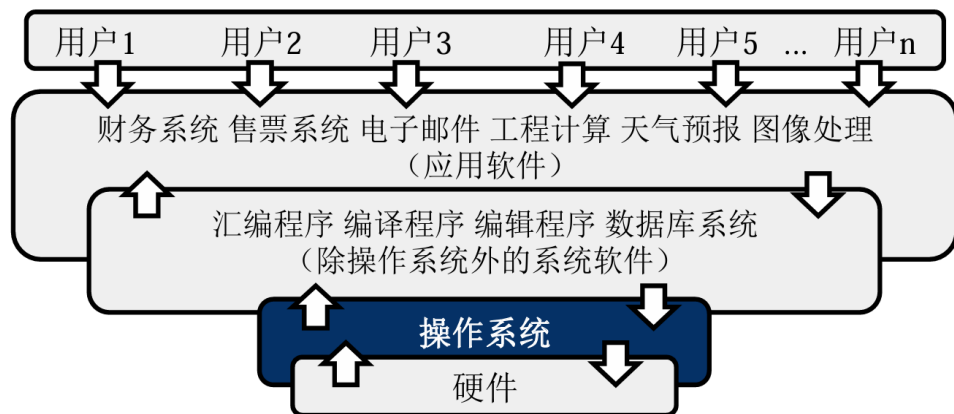 用户1 用户2 用户3 用户4 用户5 … 用户n
财务系统 售票系统 电子邮件 工程计算 天气预报 图像处理
（应用软件）
汇编程序 编译程序 编辑程序 数据库系统
（除操作系统外的系统软件）
操作系统
硬件